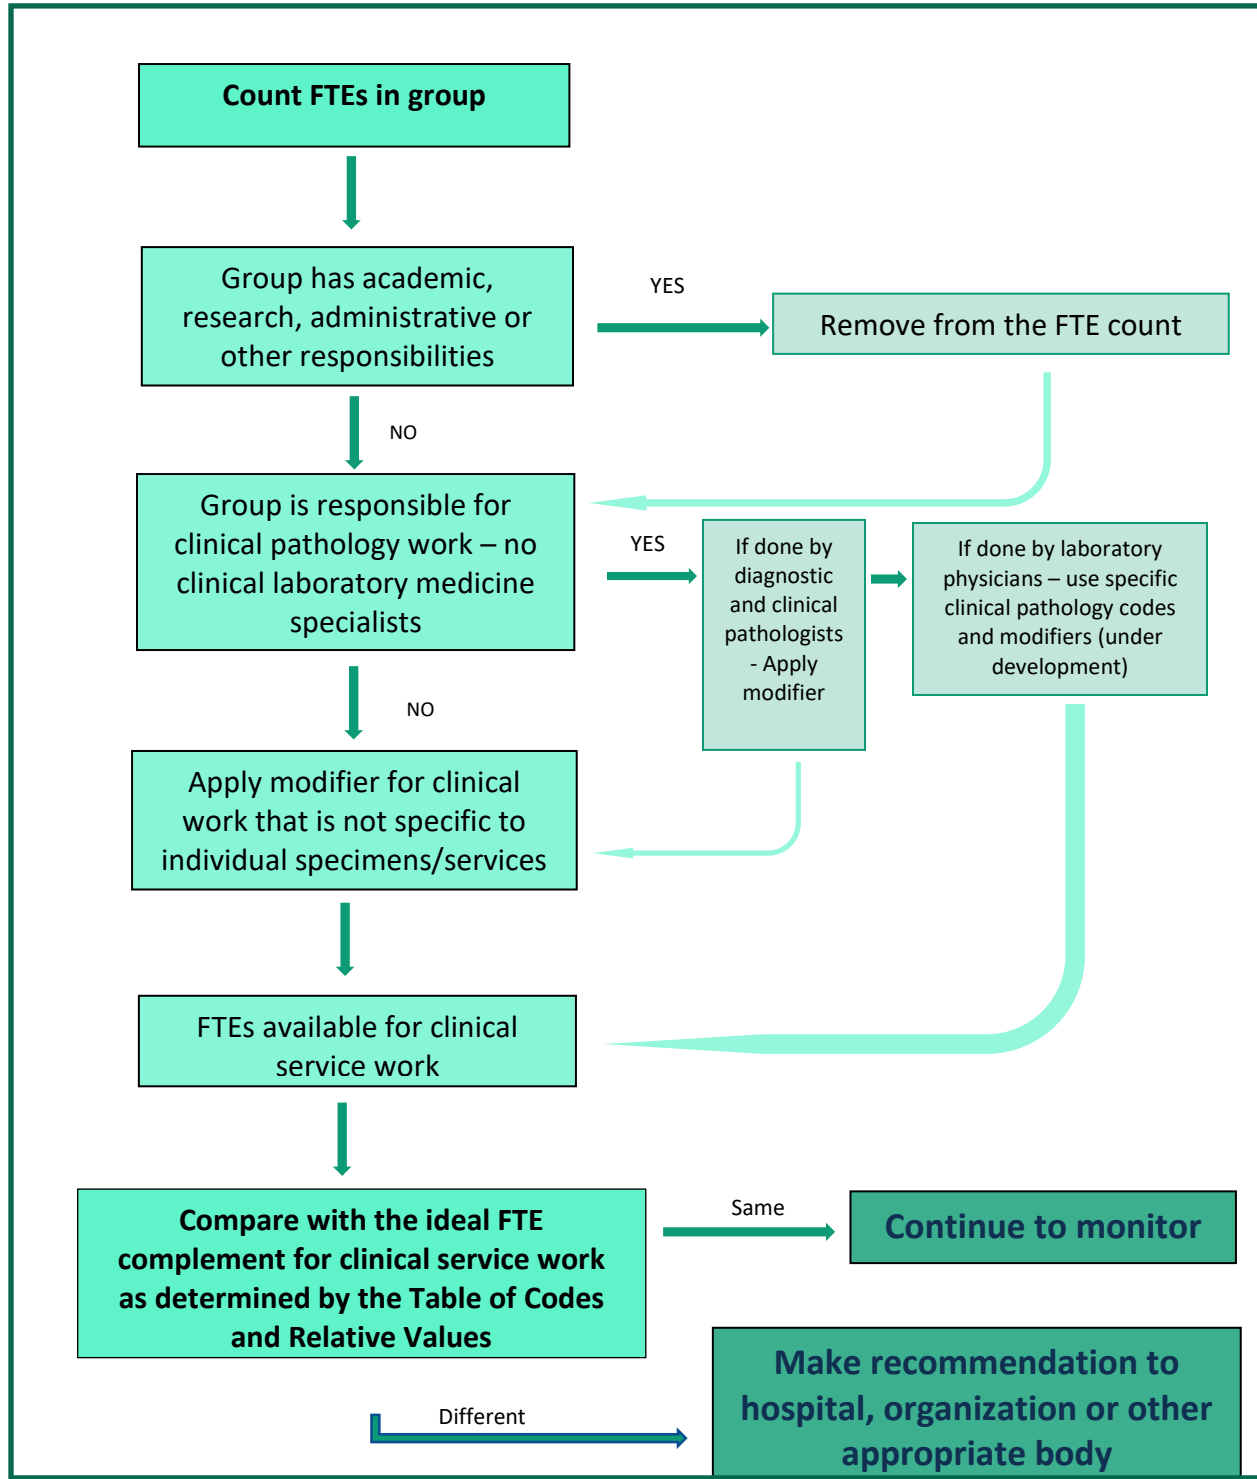 Count FTEs in group
Group has academic,
research, administrative or
other responsibilities
YES
Remove from the FTE count
NO
Group is responsible for
clinical pathology work – no
clinical laboratory medicine
specialists
YES
If done by
diagnostic
and clinical
pathologists
- Apply
modifier
If done by laboratory
physicians – use specific
clinical pathology codes
and modifiers (under
development)
NO
Apply modifier for clinical
work that is not specific to
individual specimens/services
FTEs available for clinical
service work
Compare with the ideal FTE
complement for clinical service work
as determined by the Table of Codes
and Relative Values
Same
Continue to monitor
Different
Make recommendation to
hospital, organization or other
appropriate body